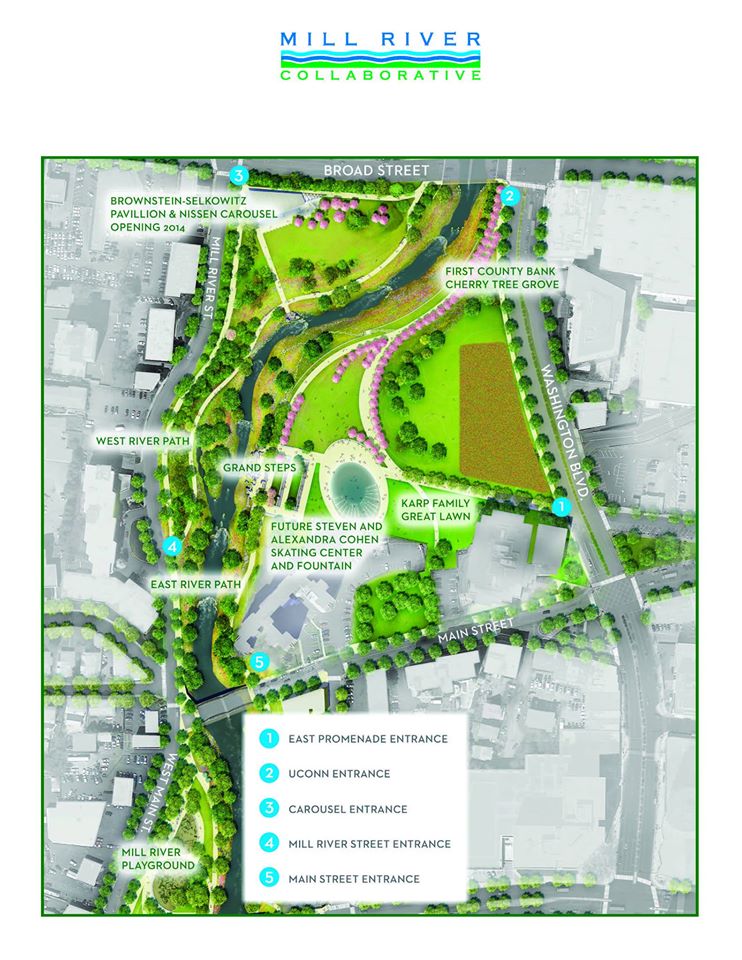 MILL RIVER
COLLABORATIVE
BROAD STREET
3
2
BROWNSTEIN-SELKOWITZ
PAVILLION & NISSEN CAROUSEL
OPENING 2014
MILL RIVER ST.
FIRST COUNTY BANK
CHERRY TREE GROVE
WASHINGTON BLVD.
WEST RIVER PATH
GRAND STEPS
KARP FAMILY
GREAT LAWN
1
FUTURE STEVEN AND
ALEXANDRA COHEN
SKATING CENTER
AND FOUNTAIN
4
EAST RIVER PATH
MAIN STREET
5
WEST MAIN ST.
MILL RIVER
PLAYGROUND
1 EAST PROMENADE ENTRANCE
2 UCONN ENTRANCE
3 CAROUSEL ENTRANCE
4 MILL RIVER STREET ENTRANCE
5 MAIN STREET ENTRANCE